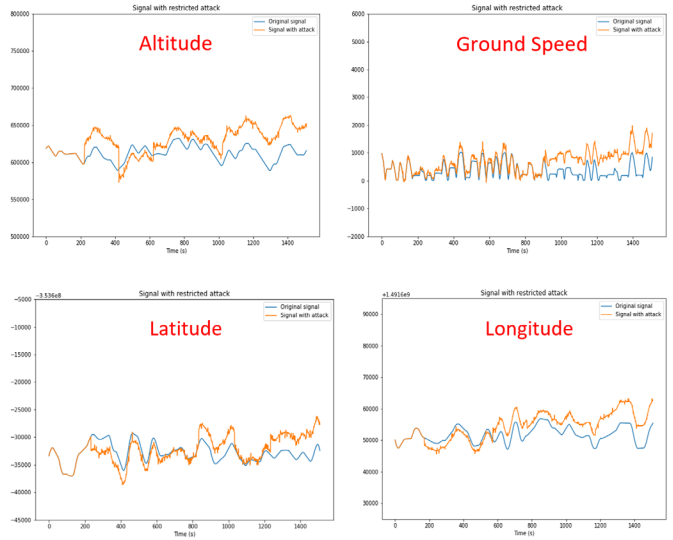 Signal with restricted attack
800000
750000
700000
650000
600000
550000
500000
Altitude
Original signal
Signal with attack
0 200 400 600 800 1000 1200 1400
Time (s)
Signal with restricted attack
6000
5000
4000
3000
2000
1000
0
−1000
−2000
Ground Speed
Original signal
Signal with attack
0 200 400 600 800 1000 1200 1400
Time (s)
−3.536e8
Signal with restricted attack
−5000
−10000
−15000
−20000
−25000
−30000
−35000
−40000
−45000
Latitude
Original signal
Signal with attack
0 200 400 600 800 1000 1200 1400
Time (s)
+1.4916e9
Signal with restricted attack
90000
80000
70000
60000
50000
40000
30000
Longitude
Original signal
Signal with attack
0 200 400 600 800 1000 1200 1400
Time (s)